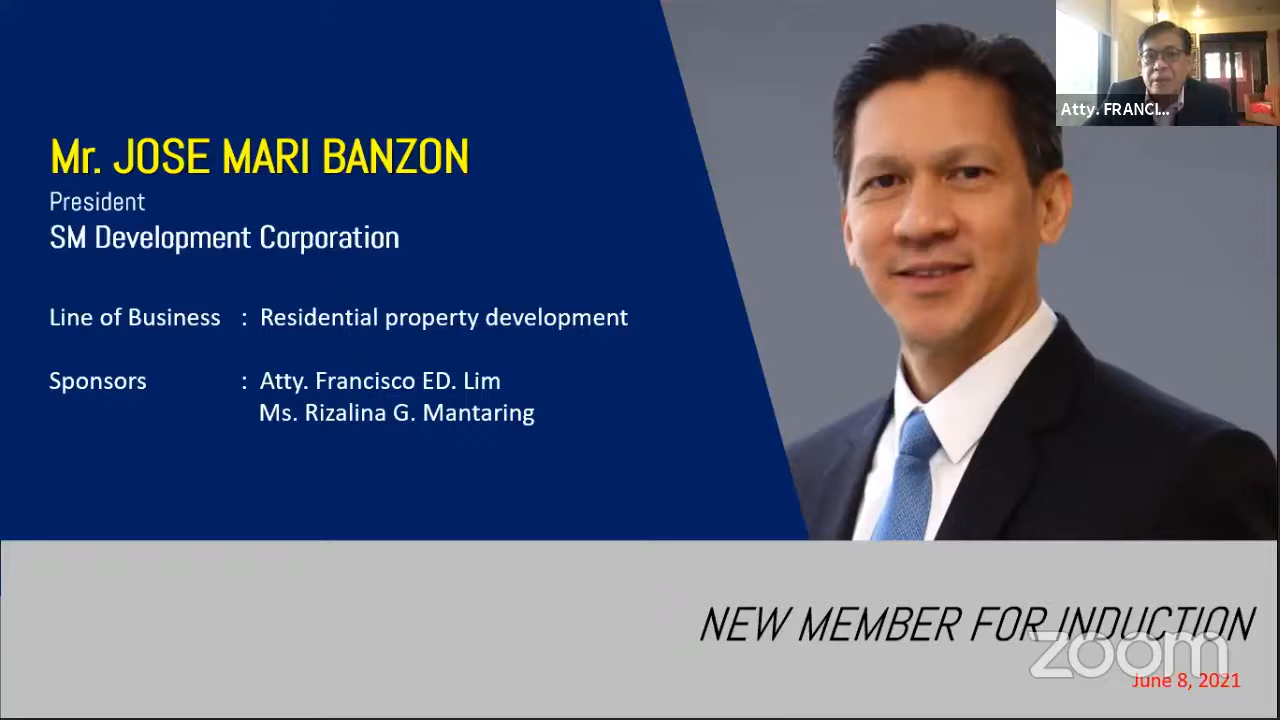 Mr. JOSE MARI BANZON
President
SM Development Corporation
Line of Business : Residential property development
Sponsors : Atty. Francisco ED. Lim
Ms. Rizalina G. Mantaring
Atty. FRANCI...
NEW MEMBER FOR INDUCTION
zoom
June 8, 2021